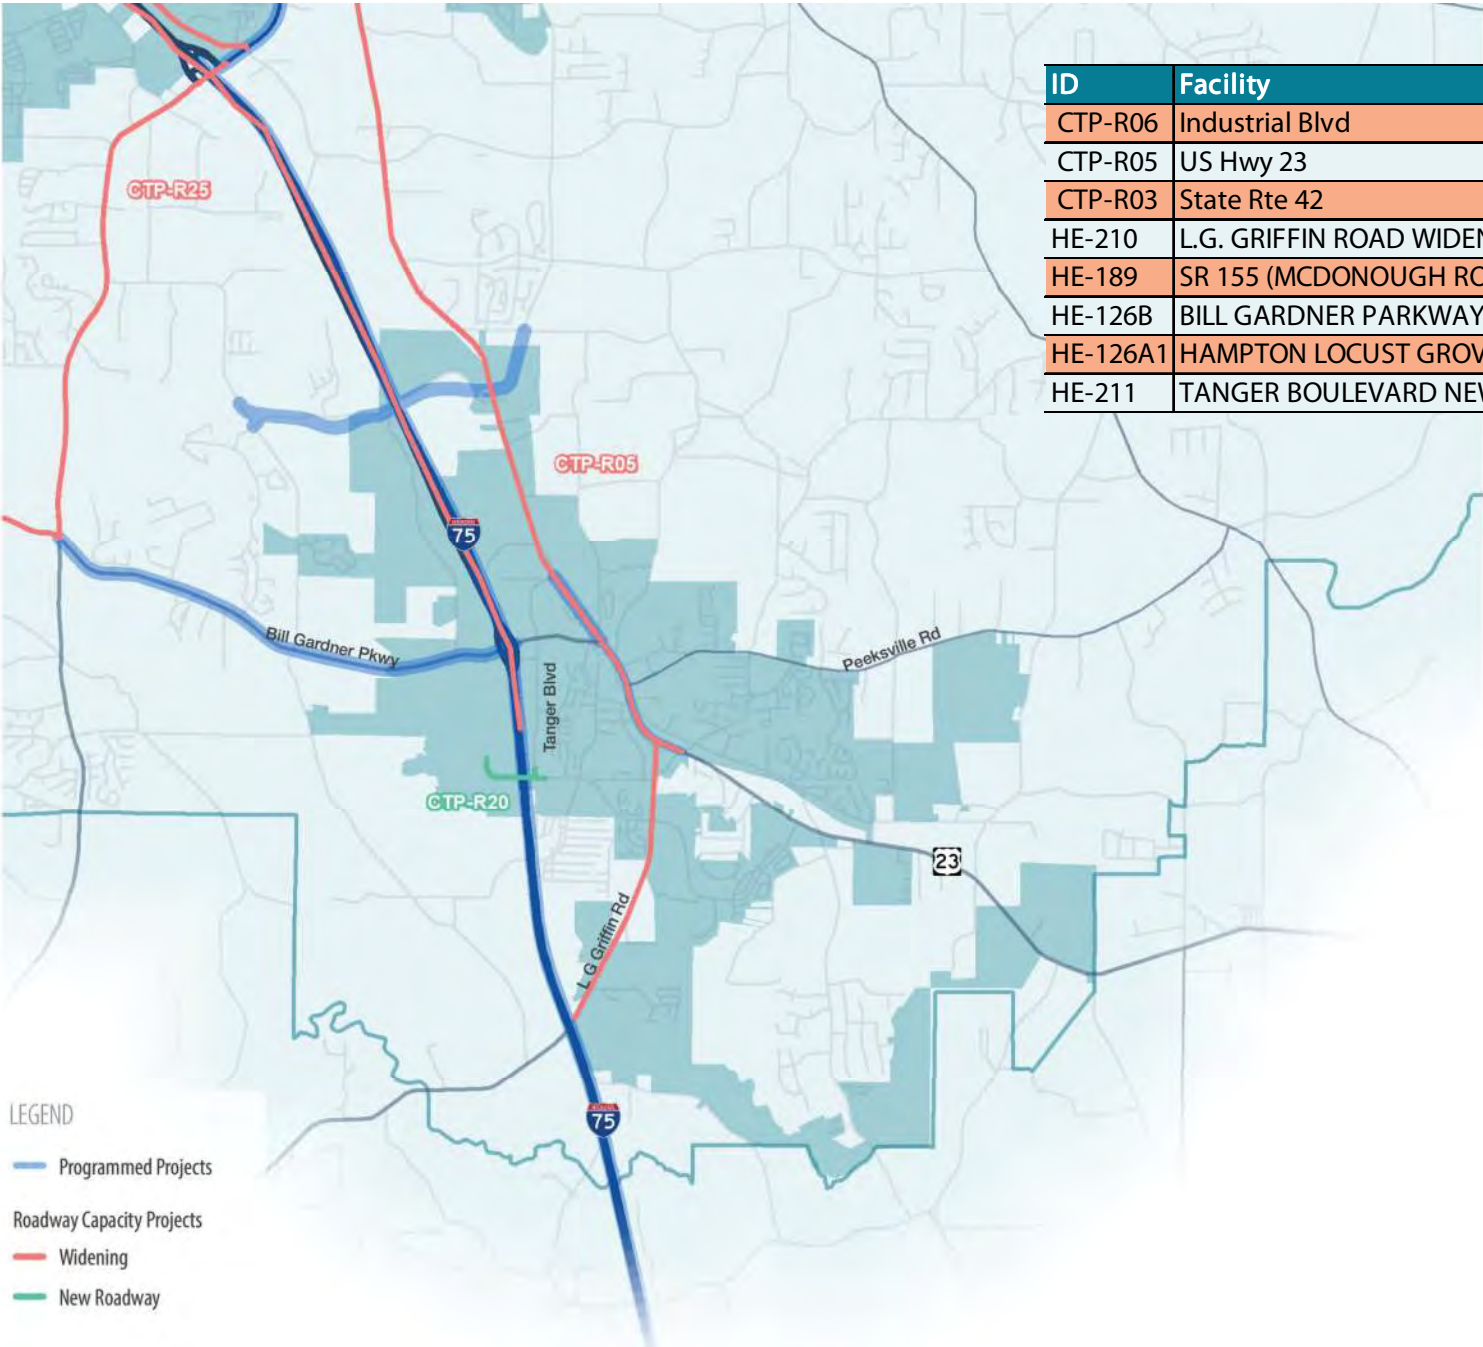 ID Facility
CTP-R06 Industrial Blvd
CTP-R05 US Hwy 23
CTP-R03 State Rte 42
HE-210 L.G. GRIFFIN ROAD WIDEN
HE-189 SR 155 (MCDONOUGH RO
HE-126B BILL GARDNER PARKWAY
HE-126A1 HAMPTON LOCUST GROV
HE-211 TANGER BOULEVARD NEW
CTP-R25
CTP-R05
75
Bill Gardner Pkwy
Peeksville Rd
Tanger Blvd
CTP-R20
23
L G Griffin Rd
75
LEGEND
Programmed Projects
Roadway Capacity Projects
Widening
New Roadway